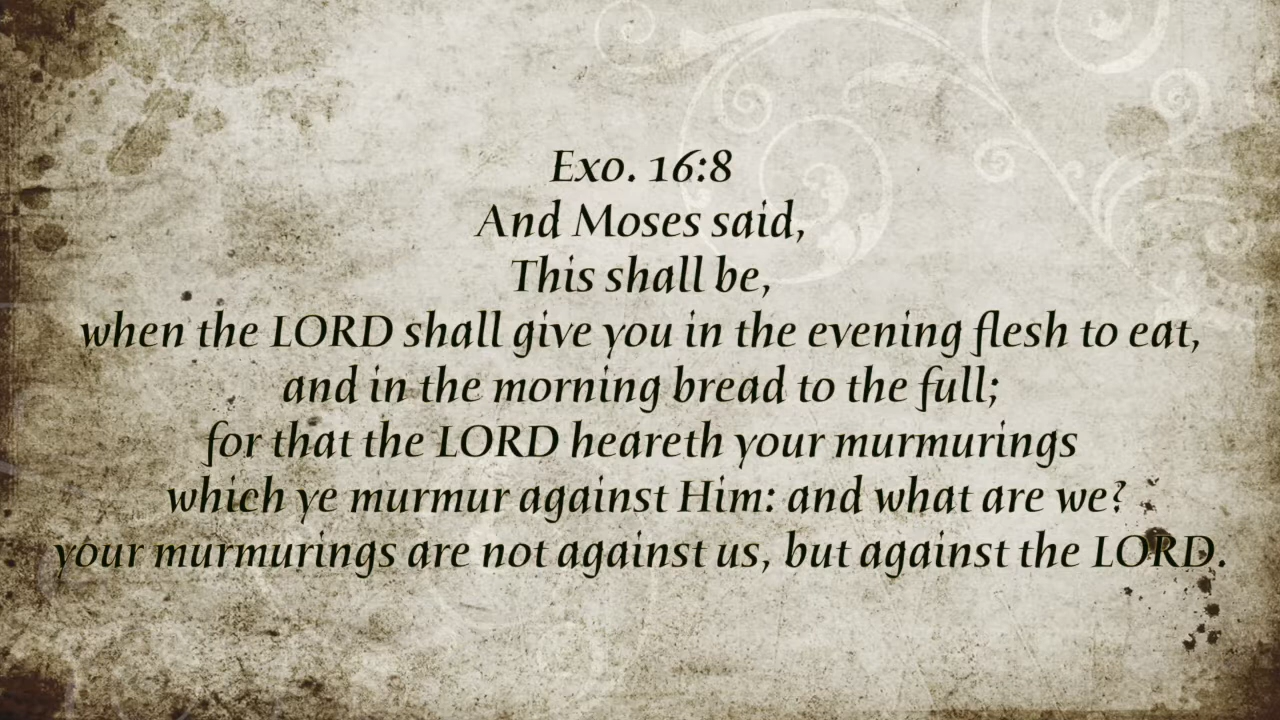 Exo. 16:8
And Moses said,
This shall be,
when the LORD shall give you in the evening flesh to eat,
and in the morning bread to the full;
for that the LORD heareth your murmurings
which ye murmur against Him: and what are we?
your murmurings are not against us, but against the LORD.